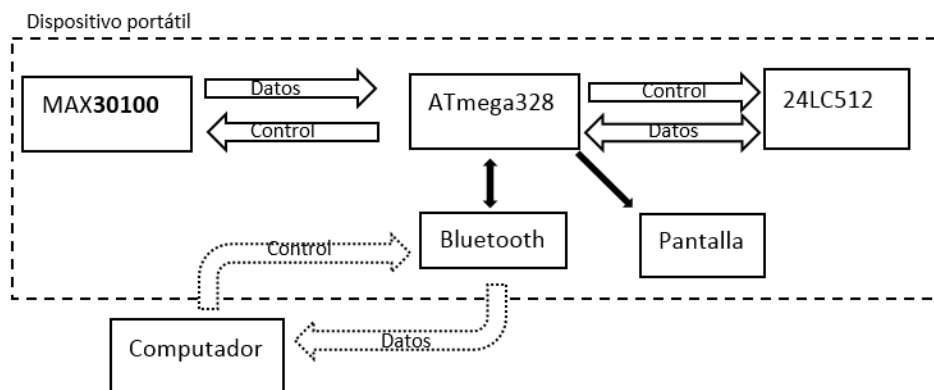 Dispositivo portátil
MAX30100
Datos
Control
ATmega328
Control
Datos
24LC512
Bluetooth
Pantalla
Control
Computador
Datos